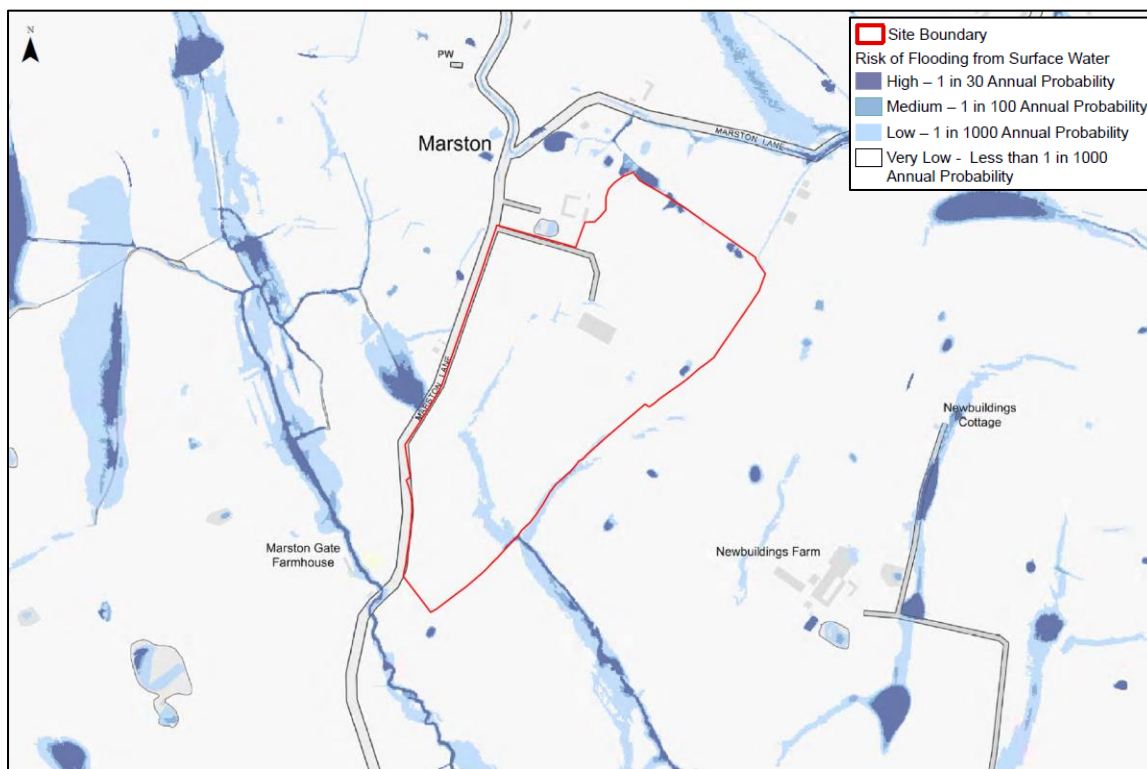 N
PW
Marston
MARSTON LANE
MARSTON LANE
Marston Gate
Farmhouse
Newbuildings
Cottage
Newbuildings Farm
Site Boundary
Risk of Flooding from Surface Water
High – 1 in 30 Annual Probability
Medium – 1 in 100 Annual Probability
Low – 1 in 1000 Annual Probability
Very Low - Less than 1 in 1000
Annual Probability